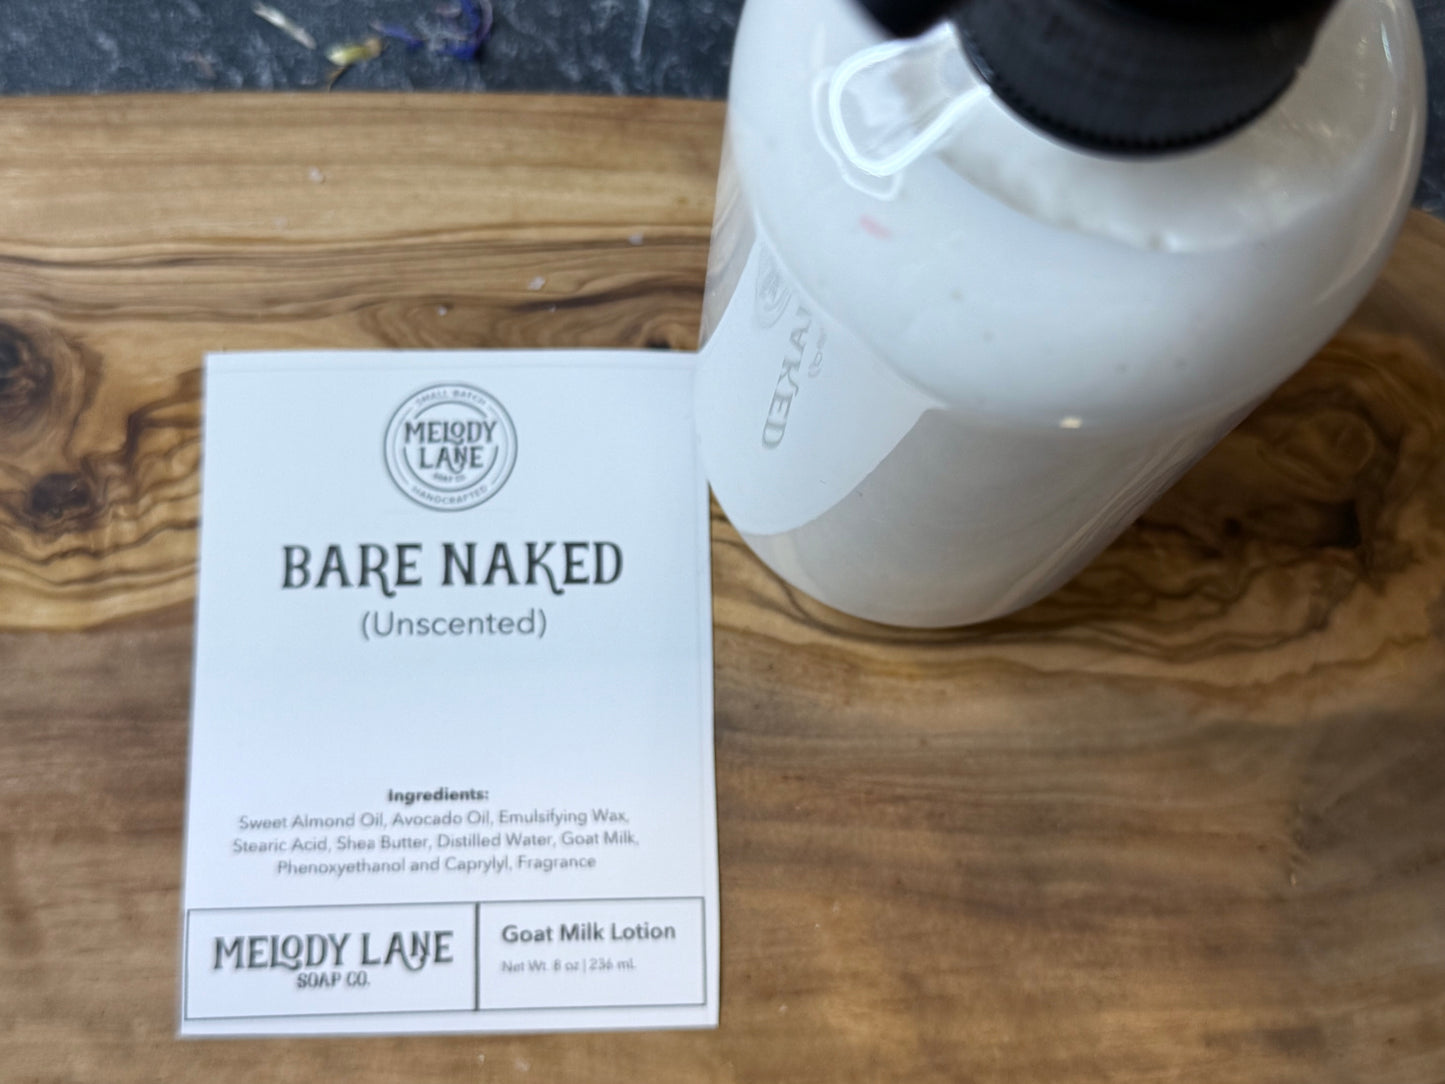 SMALL BATCH
MELODY
LANE
SOAP CO.
HANDCRAFTED
BARE NAKED
(Unscented)
Ingredients:
Sweet Almond Oil, Avocado Oil, Emulsifying Wax,
Stearic Acid, Shea Butter, Distilled Water, Goat Milk,
Phenoxyethanol and Caprylyl, Fragrance
MELODY LANE
SOAP CO.
Goat Milk Lotion
Net Wt. 8 oz | 236 mL
NAKED